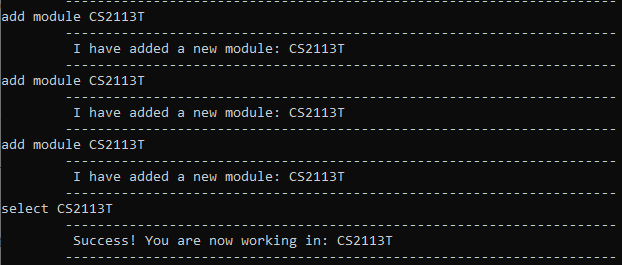 ---------------------------------------------------------------------
add module CS2113T
---------------------------------------------------------------------
I have added a new module: CS2113T
---------------------------------------------------------------------
add module CS2113T
---------------------------------------------------------------------
I have added a new module: CS2113T
---------------------------------------------------------------------
add module CS2113T
---------------------------------------------------------------------
I have added a new module: CS2113T
---------------------------------------------------------------------
select CS2113T
---------------------------------------------------------------------
Success! You are now working in: CS2113T
---------------------------------------------------------------------